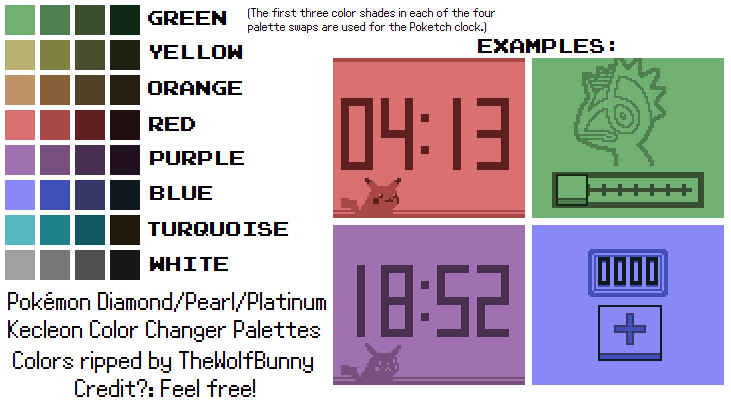 GREEN
(The first three color shades in each of the four
palette swaps are used for the Poketch clock.)
YELLOW
ORANGE
RED
PURPLE
BLUE
TURQUOISE
WHITE
Pokémon Diamond/Pearl/Platinum
Kecleon Color Changer Palettes
Colors ripped by TheWolfBunny
Credit?: Feel free!
EXAMPLES:
04:13
18:52
0000